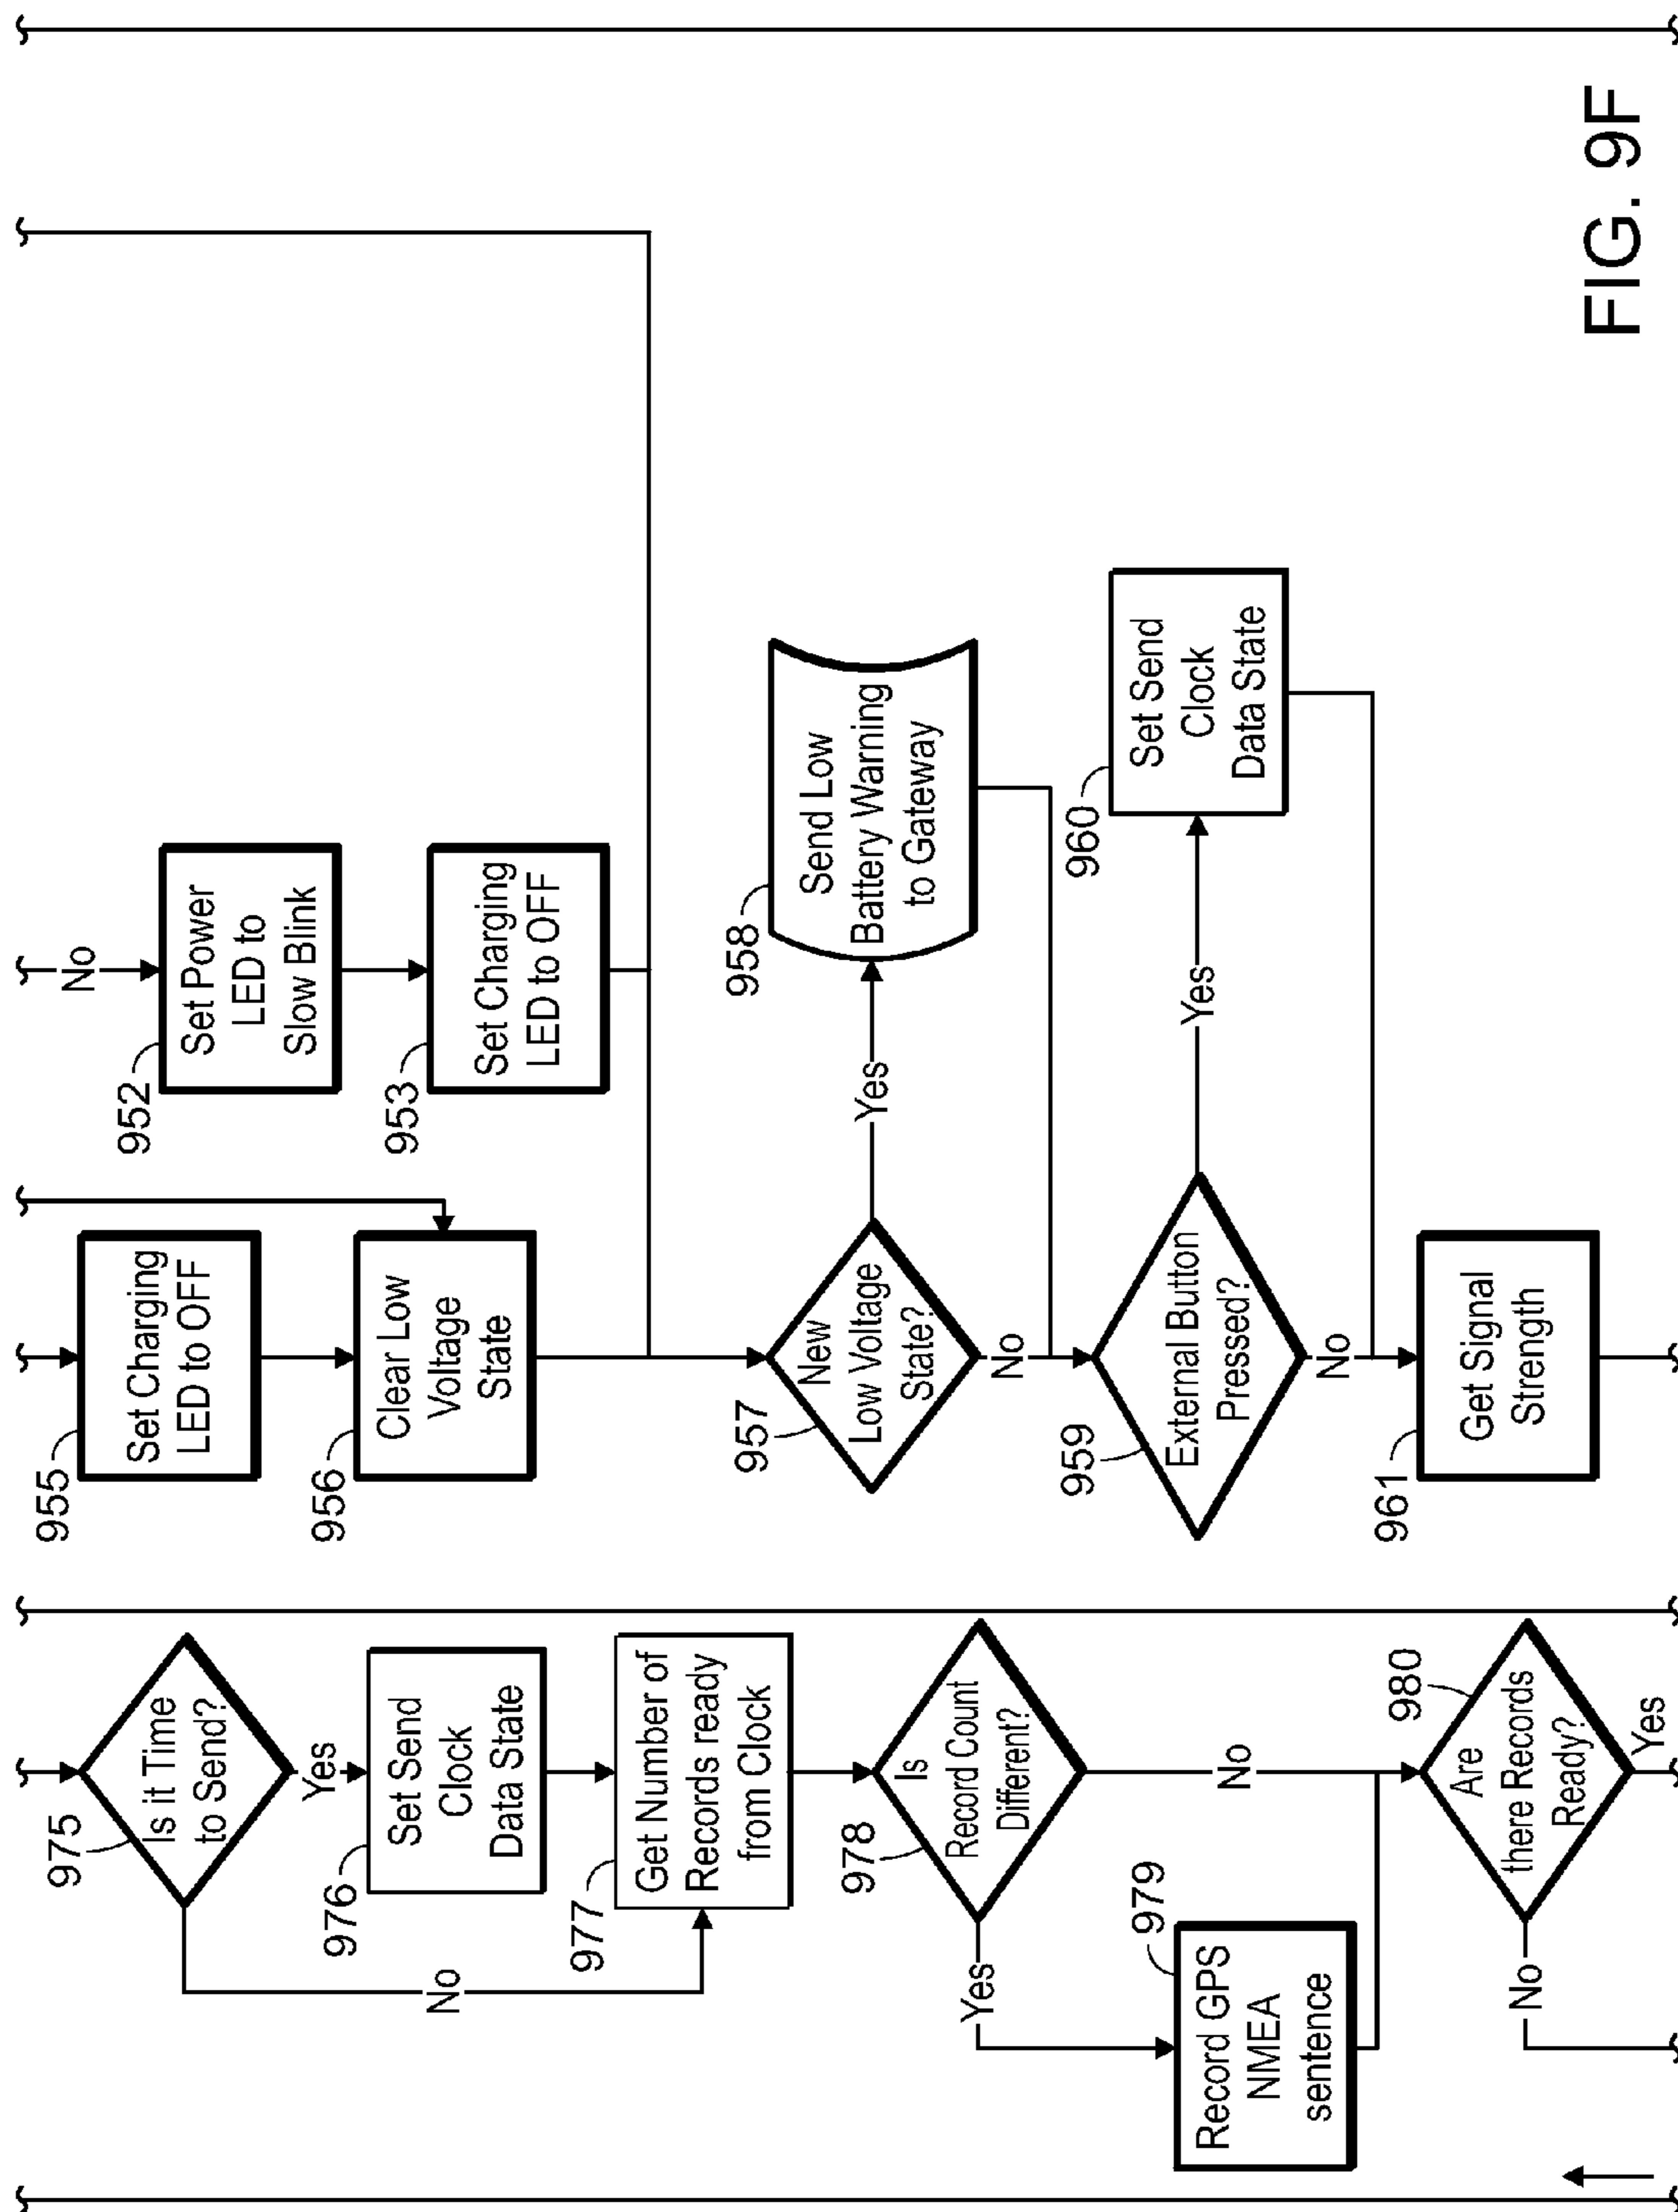 975
Is it Time
to Send?
Yes
No
976
Set Send
Clock
Data State
977
Get Number of
Records ready
from Clock
978
Is
Record Count
Different?
Yes
No
979
Record GPS
NMEA
sentence
980
Are
there Records
Ready?
No
Yes
955
Set Charging
LED to OFF
956
Clear Low
Voltage
State
No
952
Set Power
LED to
Slow Blink
953
Set Charging
LED to OFF
957
New
Low Voltage
State?
Yes
No
958
Send Low
Battery Warning
to Gateway
959
External Button
Pressed?
Yes
No
960
Set Send
Clock
Data State
961
Get Signal
Strength
FIG. 9F